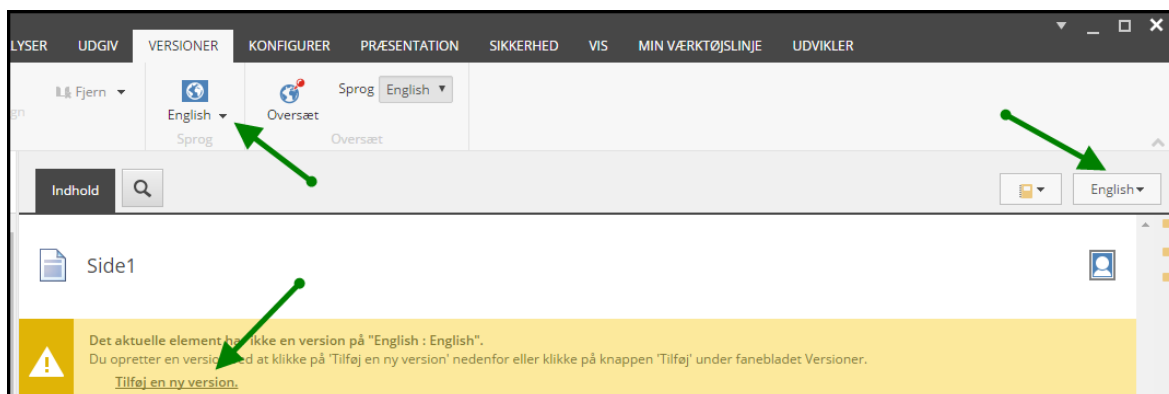 LYSER UDGIV VERSIONER KONFIGURER PRÆSENTATION SIKKERHED VIS MIN VÆRKTØJSLINJE UDVIKLER
Fjern
gn
English
Sprog
Oversæt
Sprog English
Oversæt
Indhold
English
Side1
Det aktuelle element har ikke en version på "English : English".
Du opretter en version ved at klikke på 'Tilføj en ny version' nedenfor eller klikke på knappen 'Tilføj' under fanebladet Versioner.
Tilføj en ny version.